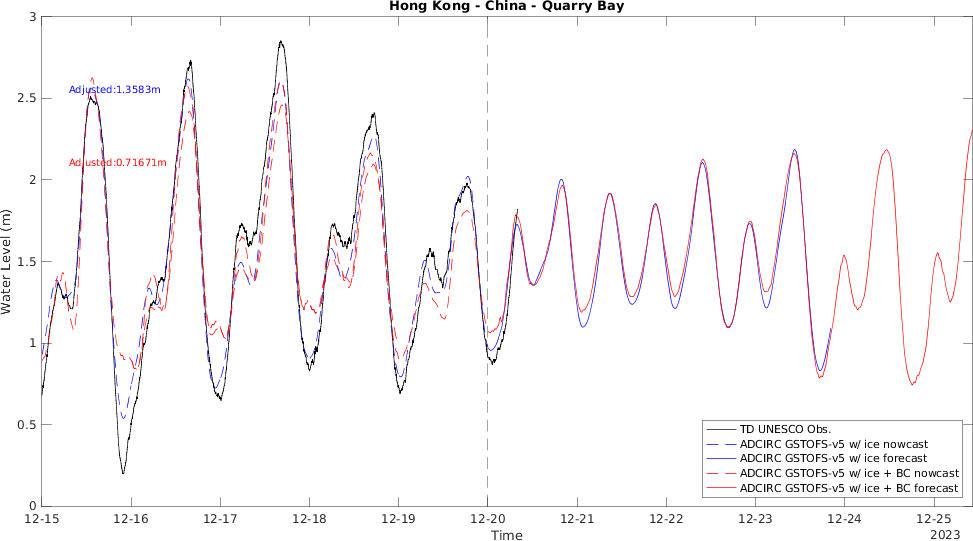 Hong Kong - China - Quarry Bay
3
2.5
2
1.5
1
0.5
0
Water Level (m)
Adjusted:1.3583m
Adjusted:0.71671m
TD UNESCO Obs.
ADCIRC GSTOFS-v5 w/ ice nowcast
ADCIRC GSTOFS-v5 w/ ice forecast
ADCIRC GSTOFS-v5 w/ ice + BC nowcast
ADCIRC GSTOFS-v5 w/ ice + BC forecast
12-15 12-16 12-17 12-18 12-19 12-20 12-21 12-22 12-23 12-24 12-25
Time
2023